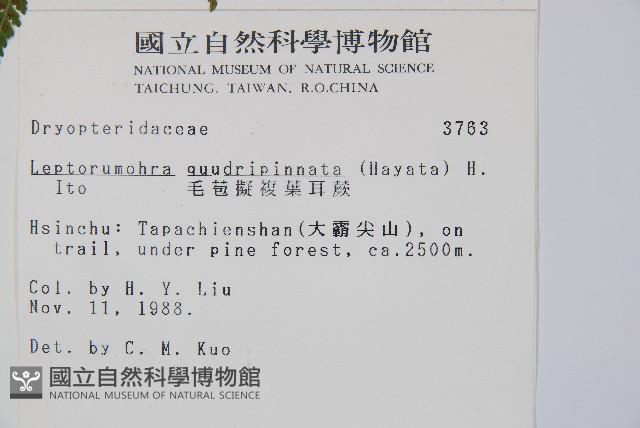 國立自然科學博物館
NATIONAL MUSEUM OF NATURAL SCIENCE
TAICHUNG, TAIWAN, R.O.CHINA
Dryopteridaceae 3763
Leptorumohra quudripinnata (Hayata) H.
Ito 毛苞擬複葉耳蕨
Hsinchu: Tapachienshan(大霸尖山), on
trail, under pine forest, ca.2500m.
Col. by H. Y. Liu
Nov. 11, 1988.
Det. by C. M. Kuo
國立自然科學博物館
NATIONAL MUSEUM OF NATURAL SCIENCE